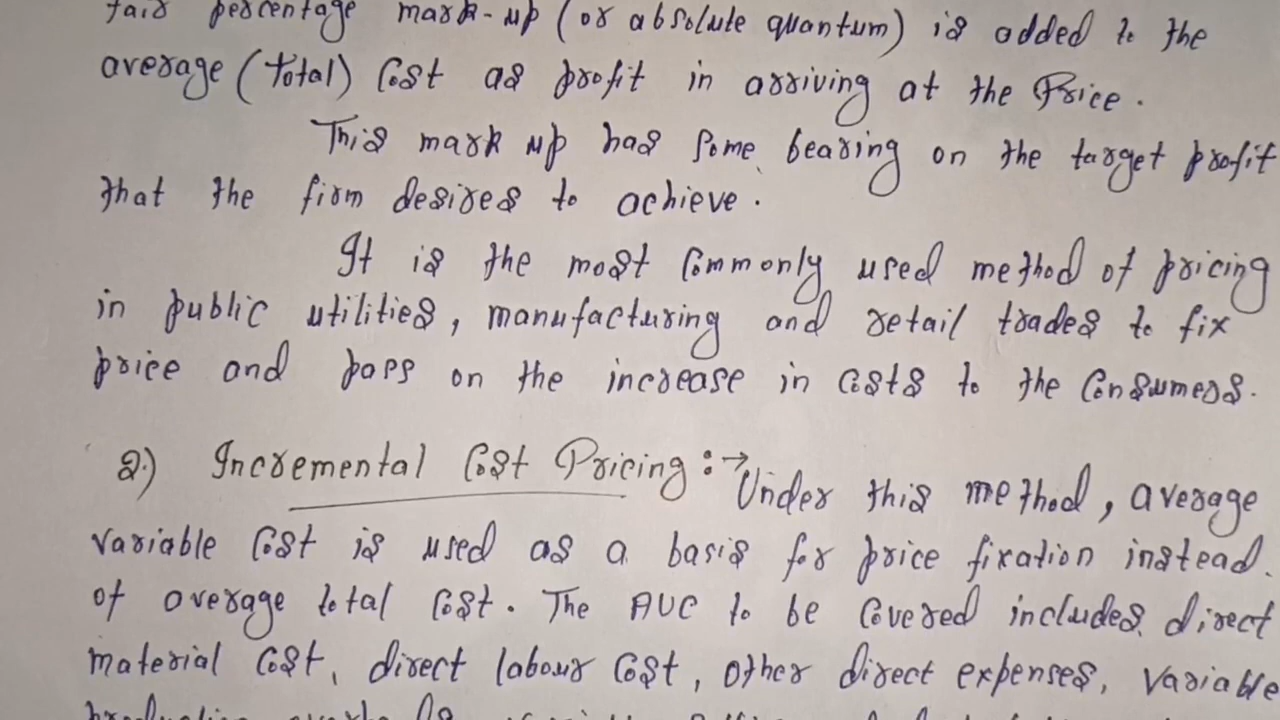 fair percentage mark-up (or absolute quantum) is added to the
average (total) Cost as profit in arriving at the Price.
This mark up has some bearing on the target profit
that the firm desires to achieve.
It is the most Commonly used method of pricing
in public utilities, manufacturing and retail trades to fix
price and pass on the increase in Costs to the Consumers.
2.) Incremental Cost Pricing :→ Under this method, average
variable Cost is used as a basis for price fixation instead.
of average total Cost. The AVC to be Covered includes direct
material Cost, direct labour Cost, other direct expenses, variable
production